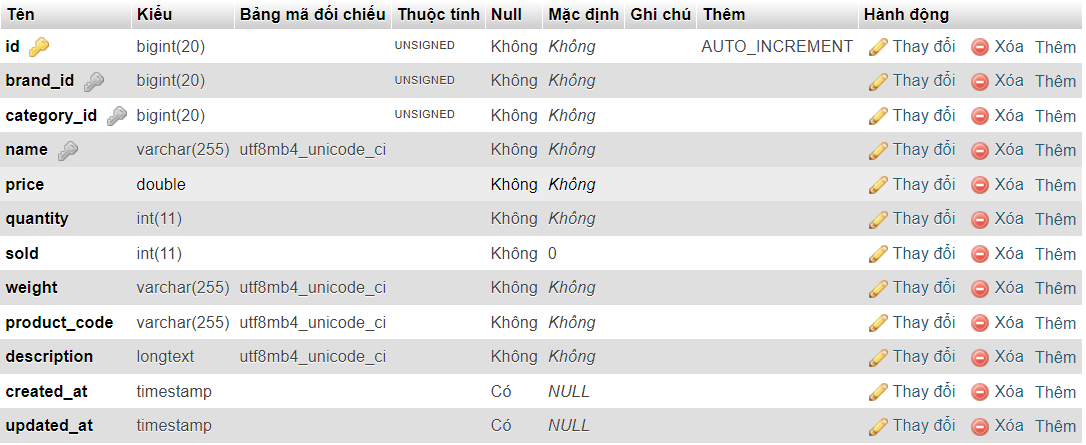 Tên Kiểu Bảng mã đối chiếu Thuộc tính Null Mặc định Ghi chú Thêm Hành động
id bigint(20) UNSIGNED Không Không AUTO_INCREMENT Thay đổi Xóa Thêm
brand_id bigint(20) UNSIGNED Không Không Thay đổi Xóa Thêm
category_id bigint(20) UNSIGNED Không Không Thay đổi Xóa Thêm
name varchar(255) utf8mb4_unicode_ci Không Không Thay đổi Xóa Thêm
price double Không Không Thay đổi Xóa Thêm
quantity int(11) Không Không Thay đổi Xóa Thêm
sold int(11) Không 0 Thay đổi Xóa Thêm
weight varchar(255) utf8mb4_unicode_ci Không Không Thay đổi Xóa Thêm
product_code varchar(255) utf8mb4_unicode_ci Không Không Thay đổi Xóa Thêm
description longtext utf8mb4_unicode_ci Không Không Thay đổi Xóa Thêm
created_at timestamp Có NULL Thay đổi Xóa Thêm
updated_at timestamp Có NULL Thay đổi Xóa Thêm